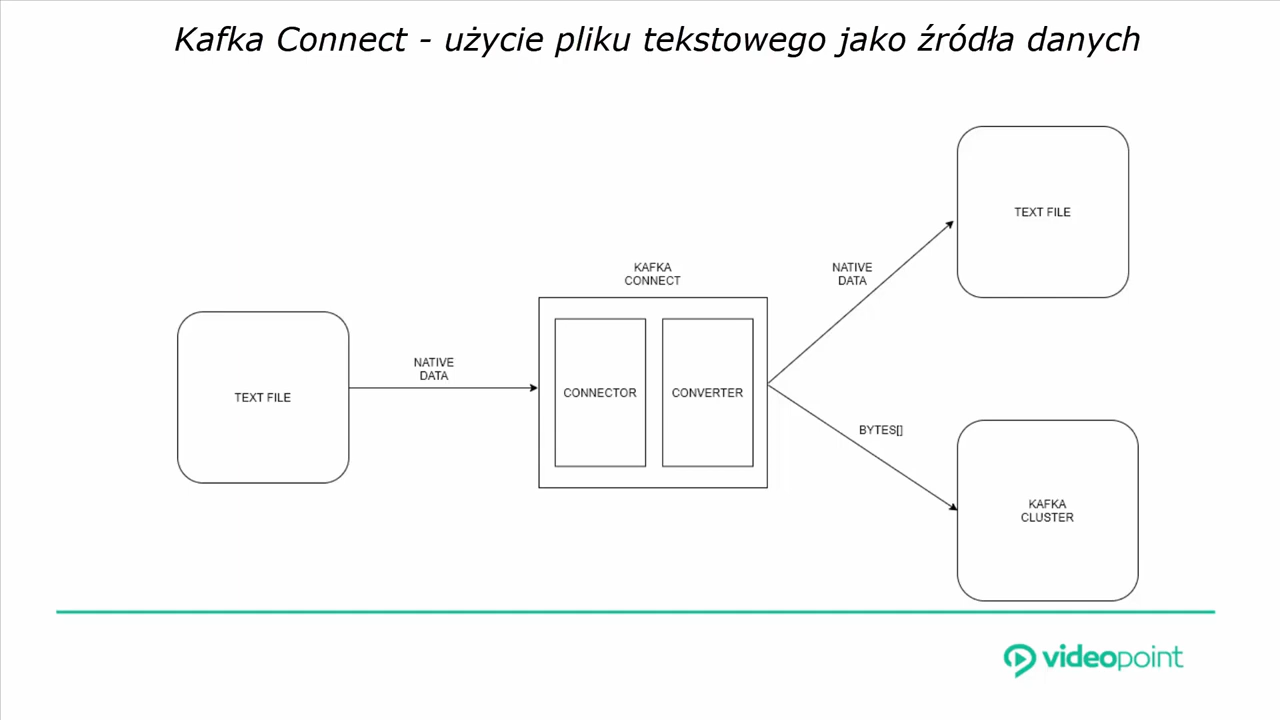 Kafka Connect - użycie pliku tekstowego jako źródła danych
TEXT FILE
NATIVE
DATA
KAFKA
CONNECT
CONNECTOR
CONVERTER
NATIVE
DATA
TEXT FILE
BYTES[]
KAFKA
CLUSTER
videopoint